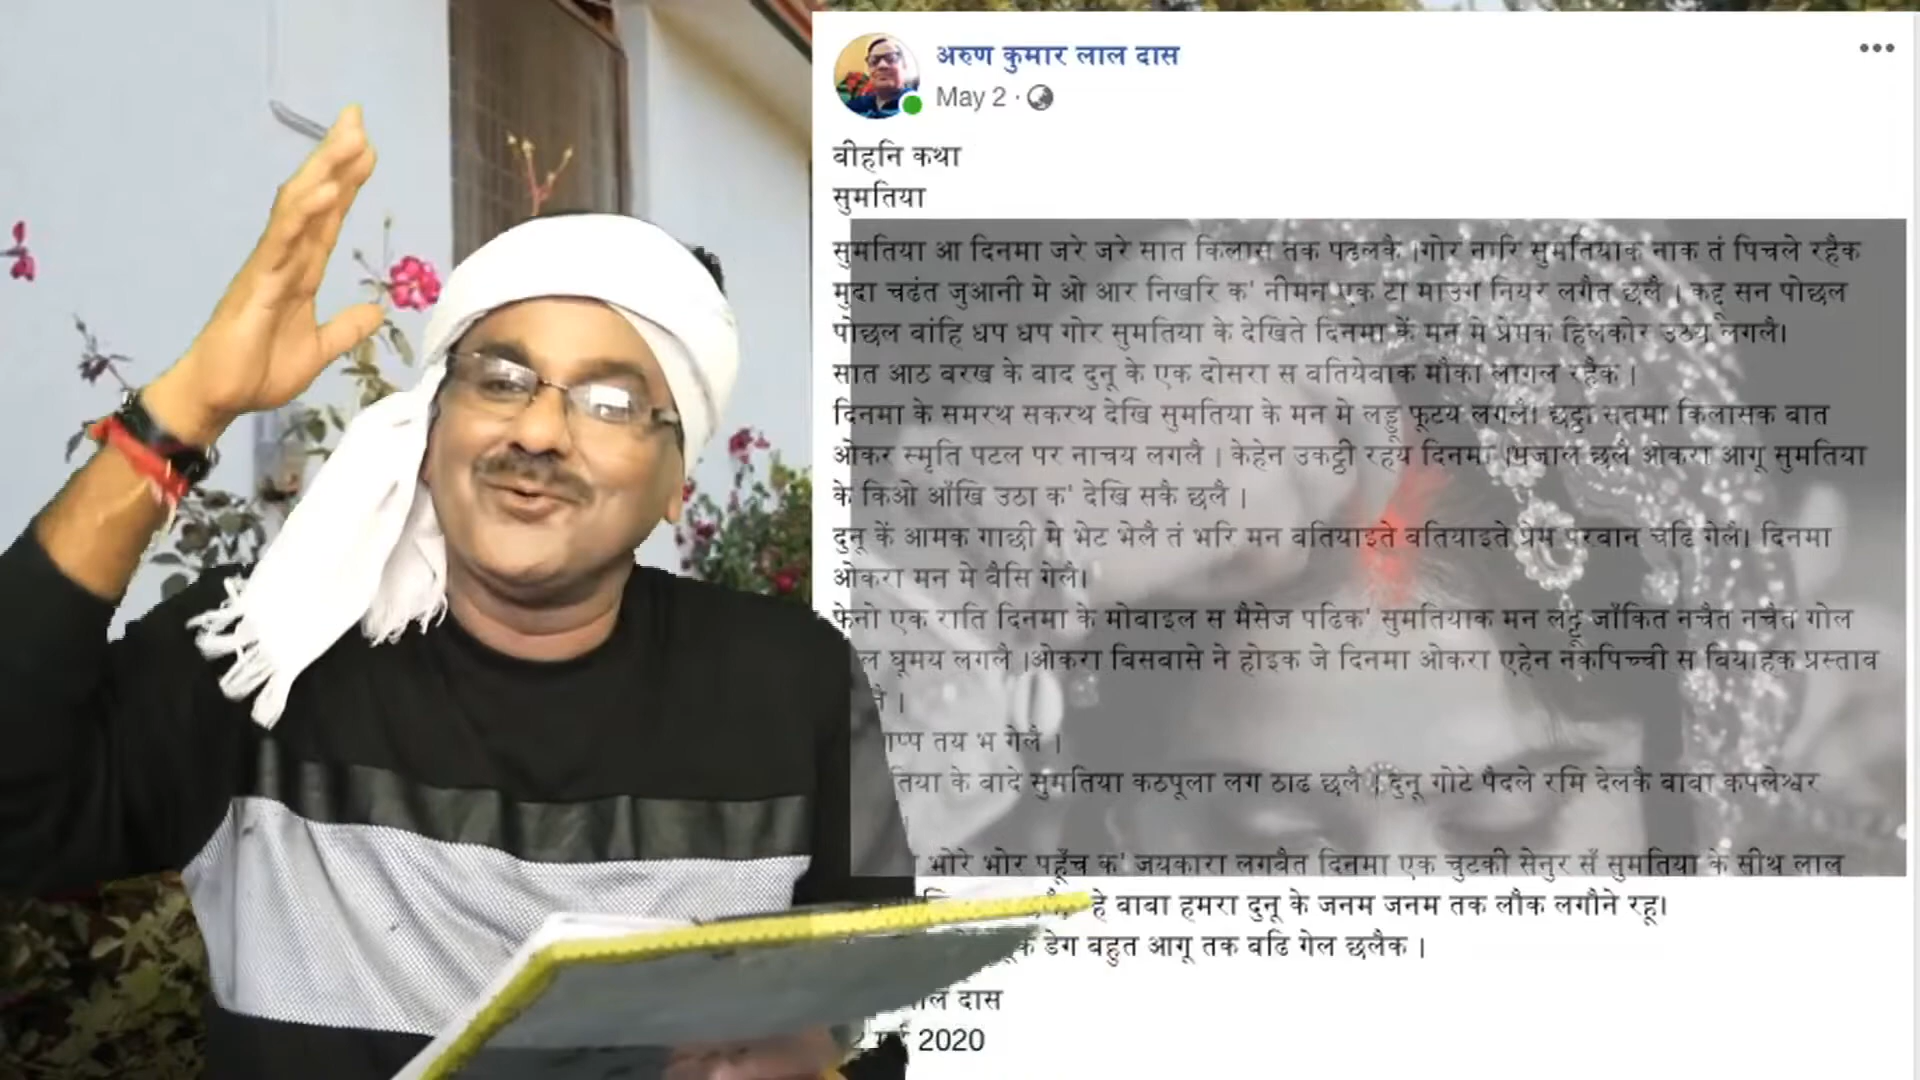 अरुण कुमार लाल दास
May 2
बीहनि कथा
सुमतिया
सुमतिया आ दिनमा जरे जरे सात किलास तक पढलकै ।गोर नारि सुमतियाक नाक तं पिचले रहैक
मुदा चढंत जुआनी मे ओ आर निखरि क' नीमन एक टा माउग नियर लगैत छलै । कद्दू सन पोछल
पोछल बांहि धप धप गोर सुमतिया के देखिते दिनमा कें मन मे प्रेमक हिलकोर उठय लगलै।
सात आठ बरख के बाद दुनू के एक दोसरा स बतियेबाक मौका लागल रहैक ।
दिनमा के समरथ सकरथ देखि सुमतिया के मन मे लड्डू फूटय लगलै। छट्ठा सतमा किलासक बात
ओकर स्मृति पटल पर नाचय लगलै । केहेन उकट्ठी रहय दिनमा ।मजाल छलै ओकरा आगू सुमतिया
के किओ आँखि उठा क' देखि सकै छलै ।
दुनू कें आमक गाछी मे भेट भेलै तं भरि मन बतियाइते बतियाइते प्रेम परवान चढि गेलै। दिनमा
ओकरा मन मे बैसि गेलै।
फेनो एक राति दिनमा के मोबाइल स मैसेज पढिक' सुमतियाक मन लट्टू जाँकित नचैत नचैत गोल
घूमय लगलै ।ओकरा बिसबासे ने होइक जे दिनमा ओकरा एहेन नकपिच्ची स बियाहक प्रस्ताव
तय भ गेलै ।
के बादे सुमतिया कठपूला लग ठाढ छलै । दुनू गोटे पैदले रमि देलकै बाबा कपलेश्वर
भोरे भोर पहूँच क' जयकारा लगबैत दिनमा एक चुटकी सेनुर सँ सुमतिया के सीथ लाल
हे बाबा हमरा दुनू के जनम जनम तक लौक लगौने रहू।
डेग बहुत आगू तक बढि गेल छलैक ।
दास
2020